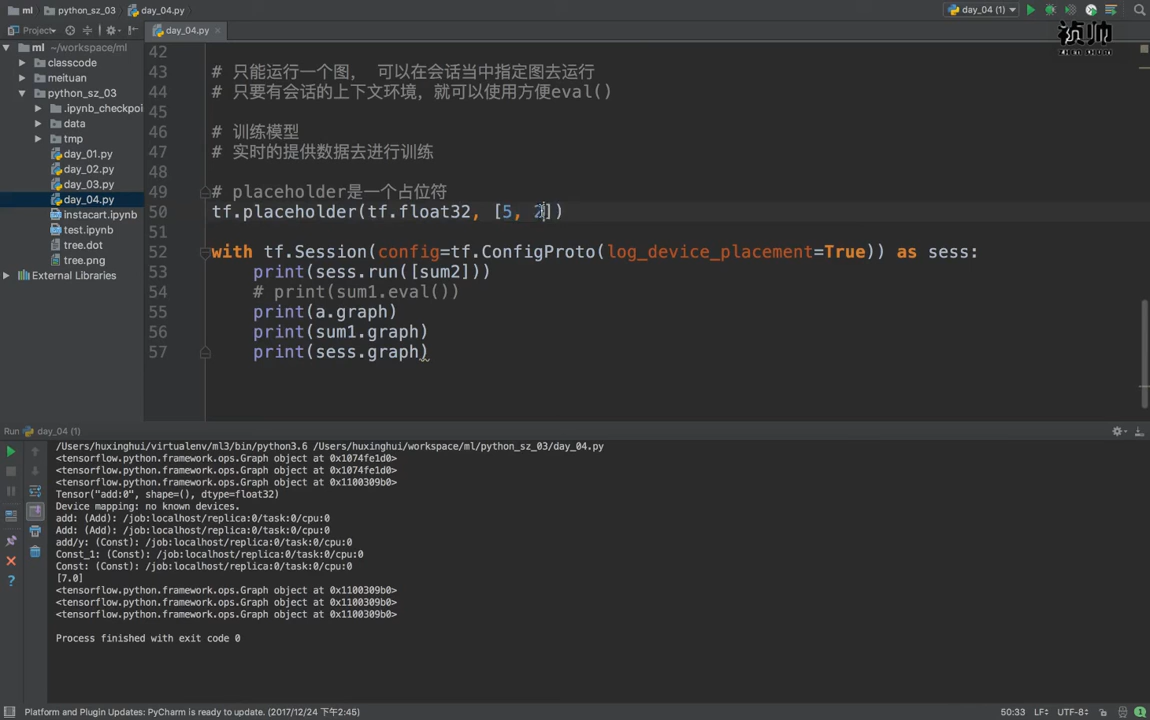 ml python_sz_03 day_04.py day_04 (1)
Project day_04.py
祯帅
ZHEN SHUAI
ml ~/workspace/ml
classcode
meituan
python_sz_03
.ipynb_checkpoi
data
tmp
day_01.py
day_02.py
day_03.py
day_04.py
instacart.ipynb
test.ipynb
tree.dot
tree.png
External Libraries
42
43 # 只能运行一个图， 可以在会话当中指定图去运行
44 # 只要有会话的上下文环境，就可以使用方便eval()
45
46 # 训练模型
47 # 实时的提供数据去进行训练
48
49 # placeholder是一个占位符
50 tf.placeholder(tf.float32, [5, 2])
51
52 with tf.Session(config=tf.ConfigProto(log_device_placement=True)) as sess:
53 print(sess.run([sum2]))
54 # print(sum1.eval())
55 print(a.graph)
56 print(sum1.graph)
57 print(sess.graph)
Run day_04 (1)
/Users/huxinghui/virtualenv/ml3/bin/python3.6 /Users/huxinghui/workspace/ml/python_sz_03/day_04.py
<tensorflow.python.framework.ops.Graph object at 0x1074fe1d0>
<tensorflow.python.framework.ops.Graph object at 0x1074fe1d0>
<tensorflow.python.framework.ops.Graph object at 0x1100309b0>
Tensor("add:0", shape=(), dtype=float32)
Device mapping: no known devices.
add: (Add): /job:localhost/replica:0/task:0/cpu:0
Add: (Add): /job:localhost/replica:0/task:0/cpu:0
add/y: (Const): /job:localhost/replica:0/task:0/cpu:0
Const_1: (Const): /job:localhost/replica:0/task:0/cpu:0
Const: (Const): /job:localhost/replica:0/task:0/cpu:0
[7.0]
<tensorflow.python.framework.ops.Graph object at 0x1100309b0>
<tensorflow.python.framework.ops.Graph object at 0x1100309b0>
<tensorflow.python.framework.ops.Graph object at 0x1100309b0>
Process finished with exit code 0
Platform and Plugin Updates: PyCharm is ready to update. (2017/12/24 下午2:45) 50:33 LF÷ UTF-8÷ 1